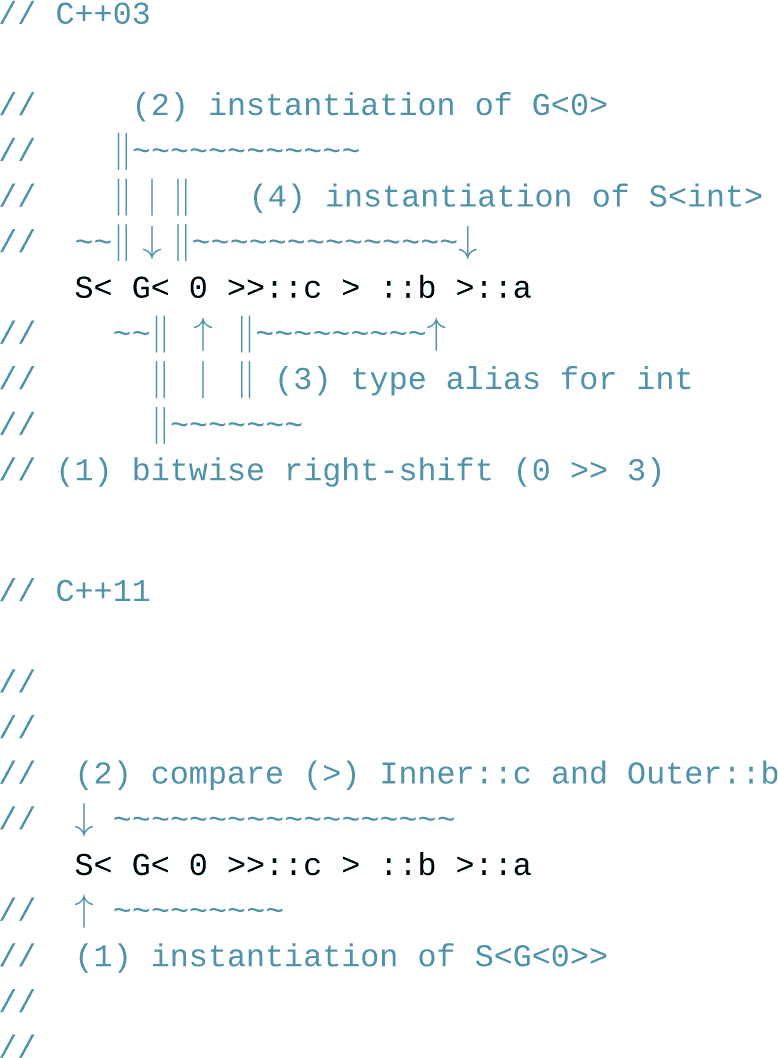 // C++03
//     (2) instantiation of G<0>
//    ║~~~~~~~~~~~~
//    ║│║   (4) instantiation of S<int>
//  ~~║↓║~~~~~~~~~~~~~~↓
    S< G< 0 >>::c > ::b >::a
//    ~~║ ↑ ║~~~~~~~~~↑
//      ║ │ ║ (3) type alias for int
//      ║~~~~~~~
// (1) bitwise right-shift (0 >> 3)
// C++11
//
//
//  (2) compare (>) Inner::c and Outer::b
//  ↓ ~~~~~~~~~~~~~~~~~~
    S< G< 0 >>::c > ::b >::a
//  ↑ ~~~~~~~~~
//  (1) instantiation of S<G<0>>
//
//